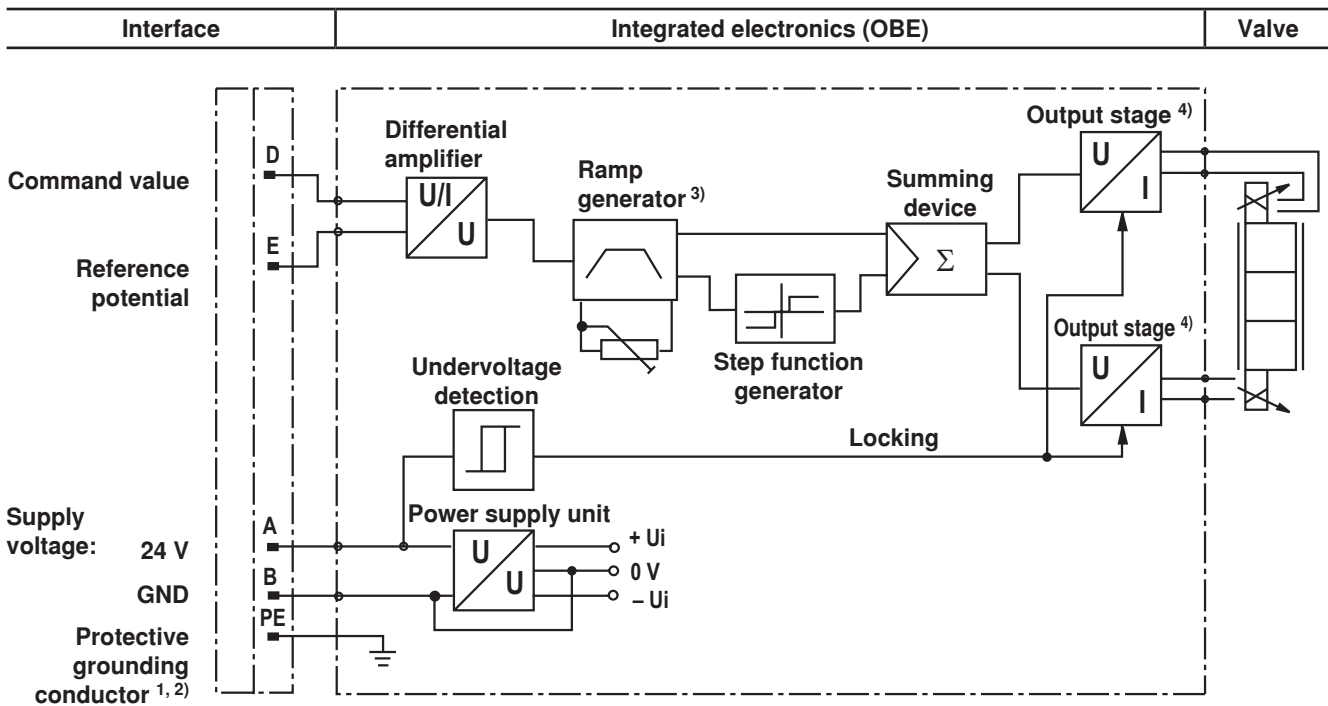 Interface
Integrated electronics (OBE)
Valve
Command value
D
Reference
potential
E
Differential
amplifier
U/I
U
Ramp
generator 3)
Step function
generator
Summing
device
Σ
Output stage 4)
U
I
Output stage 4)
U
I
Undervoltage
detection
Locking
Supply
voltage:
24 V
A
GND
B
Protective
grounding
conductor 1, 2)
PE
Power supply unit
U
U
+ Ui
0 V
– Ui